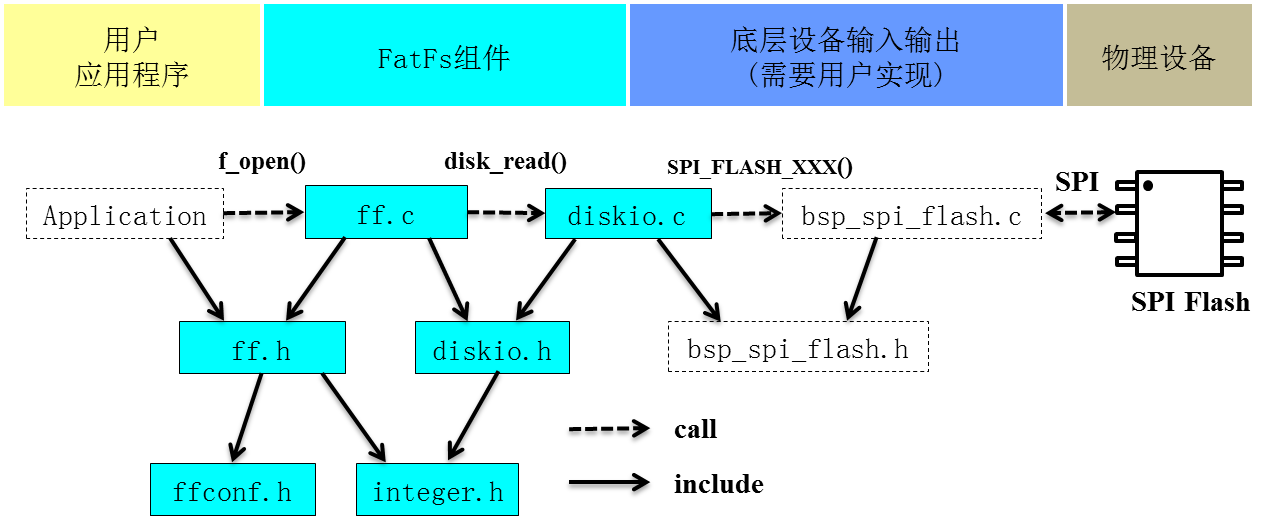 用户
应用程序
FatFs组件
底层设备输入输出
(需要用户实现)
物理设备
f_open()
disk_read()
SPI_FLASH_XXX()
SPI
Application
ff.c
diskio.c
bsp_spi_flash.c
SPI Flash
ff.h
diskio.h
bsp_spi_flash.h
call
include
ffconf.h
integer.h